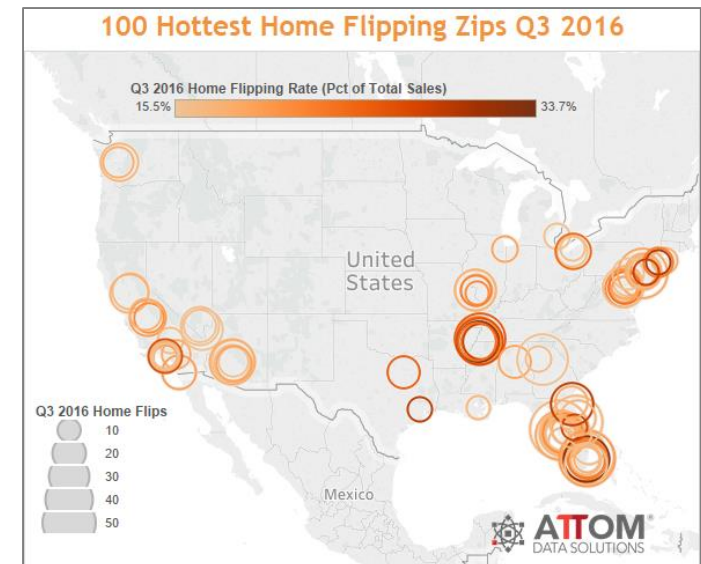 100 Hottest Home Flipping Zips Q3 2016
Q3 2016 Home Flipping Rate (Pct of Total Sales)
15.5% 33.7%
United
States
Q3 2016 Home Flips
10
20
30
40
50
Mexico
ATTOM
DATA SOLUTIONS